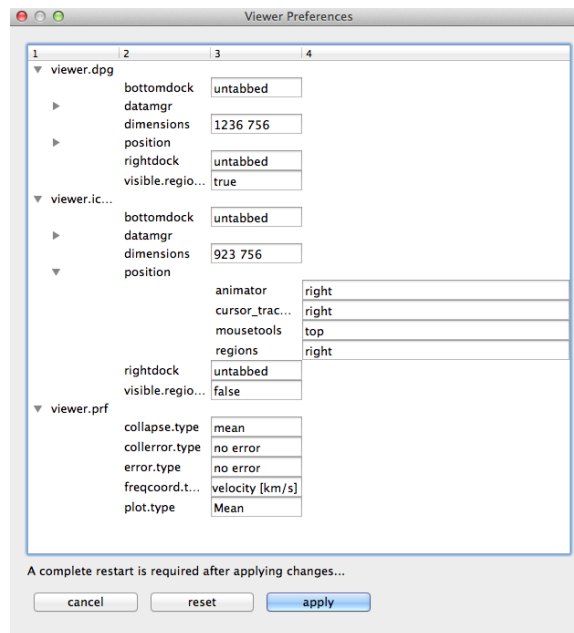 Viewer Preferences
1 2 3 4
viewer.dpg
bottomdock untabbed
datamgr
dimensions 1236 756
position
rightdock untabbed
visible.regio... true
viewer.ic...
bottomdock untabbed
datamgr
dimensions 923 756
position
animator right
cursor_trac... right
mousetools top
regions right
rightdock untabbed
visible.regio... false
viewer.prf
collapse.type mean
collerror.type no error
error.type no error
freqcoord.t... velocity [km/s]
plot.type Mean
A complete restart is required after applying changes...
cancel reset apply